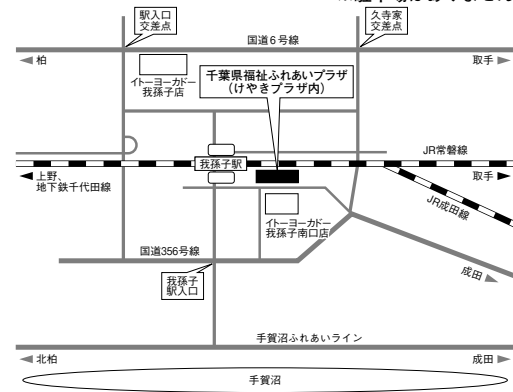 駅入口
交差点
久寺家
交差点
国道6号線
柏
取手
イトーヨーカドー
我孫子店
千葉県福祉ふれあいプラザ
(けやきプラザ内)
JR常磐線
我孫子駅
上野、
地下鉄千代田線
取手
JR成田線
イトーヨーカドー
我孫子南口店
国道356号線
成田
我孫子
駅入口
手賀沼ふれあいライン
北柏
成田
手賀沼